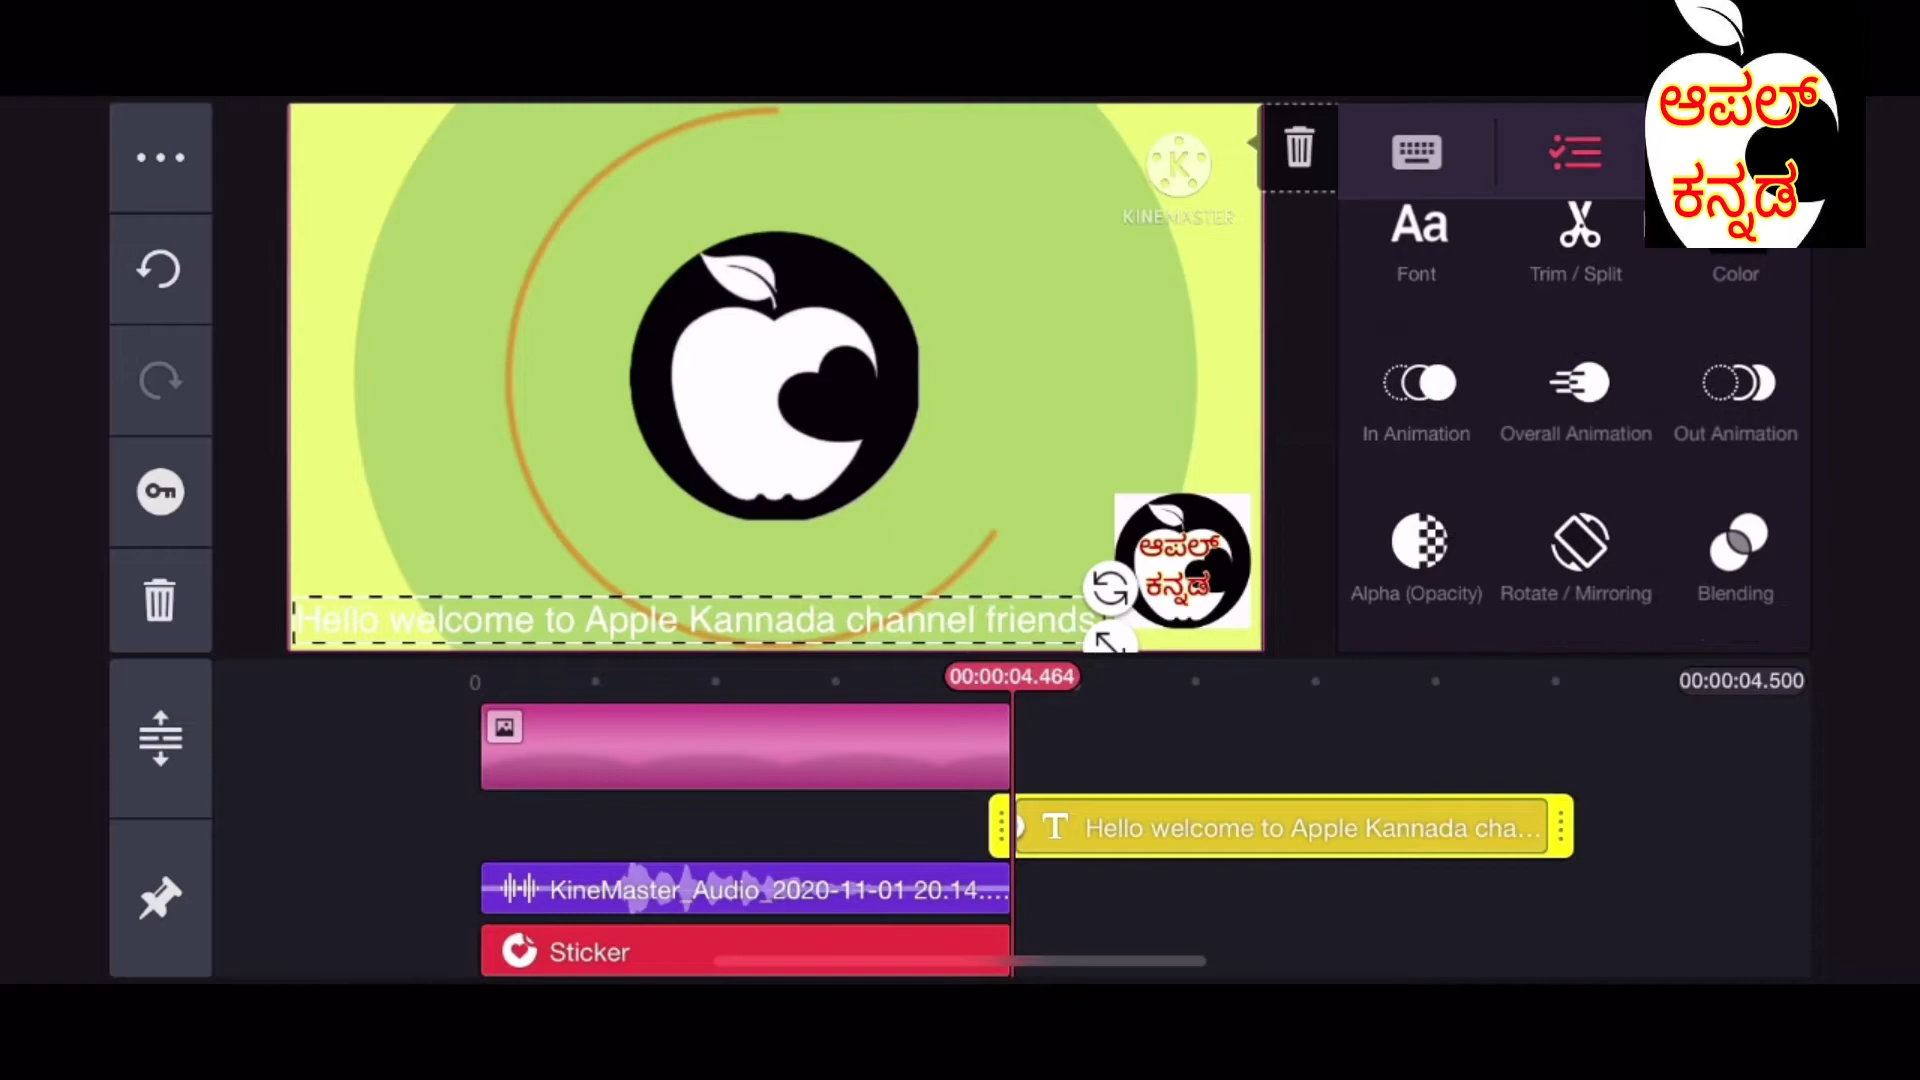 ಆಪಲ್
ಕನ್ನಡ
KINEMASTER
Aa
Font
Trim / Split
Color
In Animation
Overall Animation
Out Animation
Alpha (Opacity)
Rotate / Mirroring
Blending
ಆಪಲ್
ಕನ್ನಡ
Hello welcome to Apple Kannada channel friends
0
00:00:04.464
00:00:04.500
T Hello welcome to Apple Kannada cha...
KineMaster_Audio_2020-11-01 20.14....
Sticker